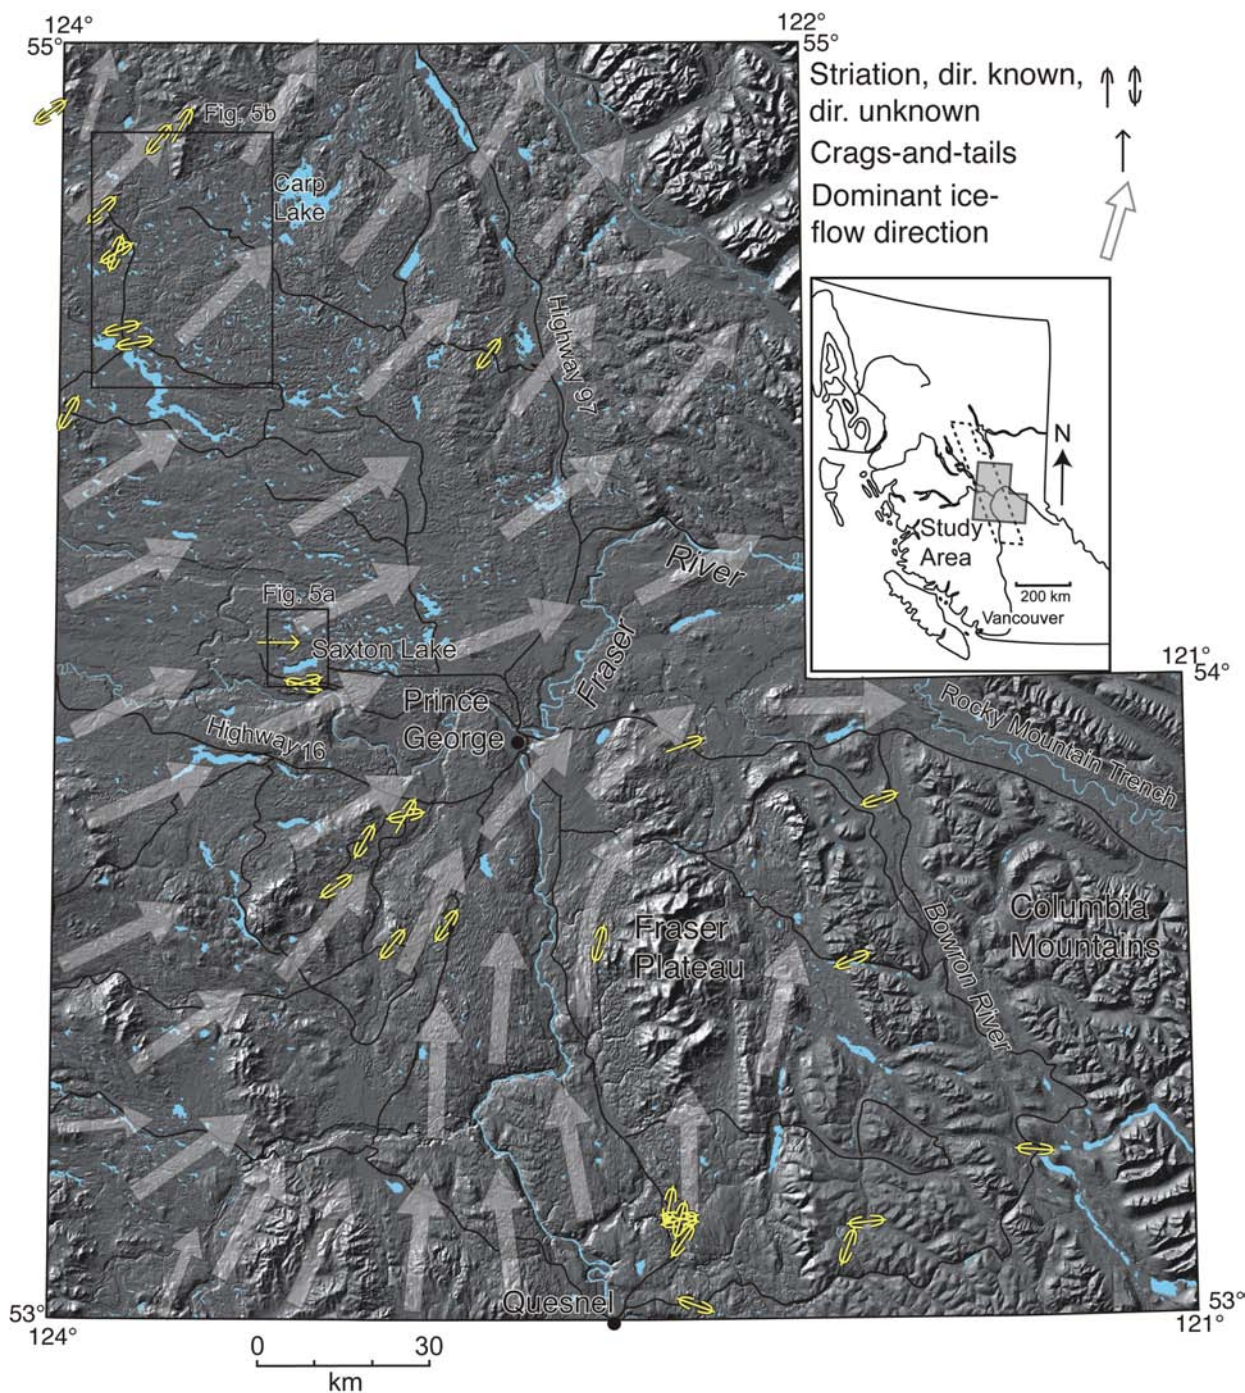 124°
122°
55°
55°
Striation, dir. known,
dir. unknown
Crags-and-tails
Dominant ice-
flow direction
Fig. 5b
Carp
Lake
Highway 97
N
Study
Area
200 km
Vancouver
River
Fraser
Fig. 5a
Saxton Lake
121°
54°
Prince
George
Highway 16
Rocky Mountain Trench
Fraser
Plateau
Bowron River
Columbia
Mountains
Quesnel
53°
53°
124°
121°
0
30
km